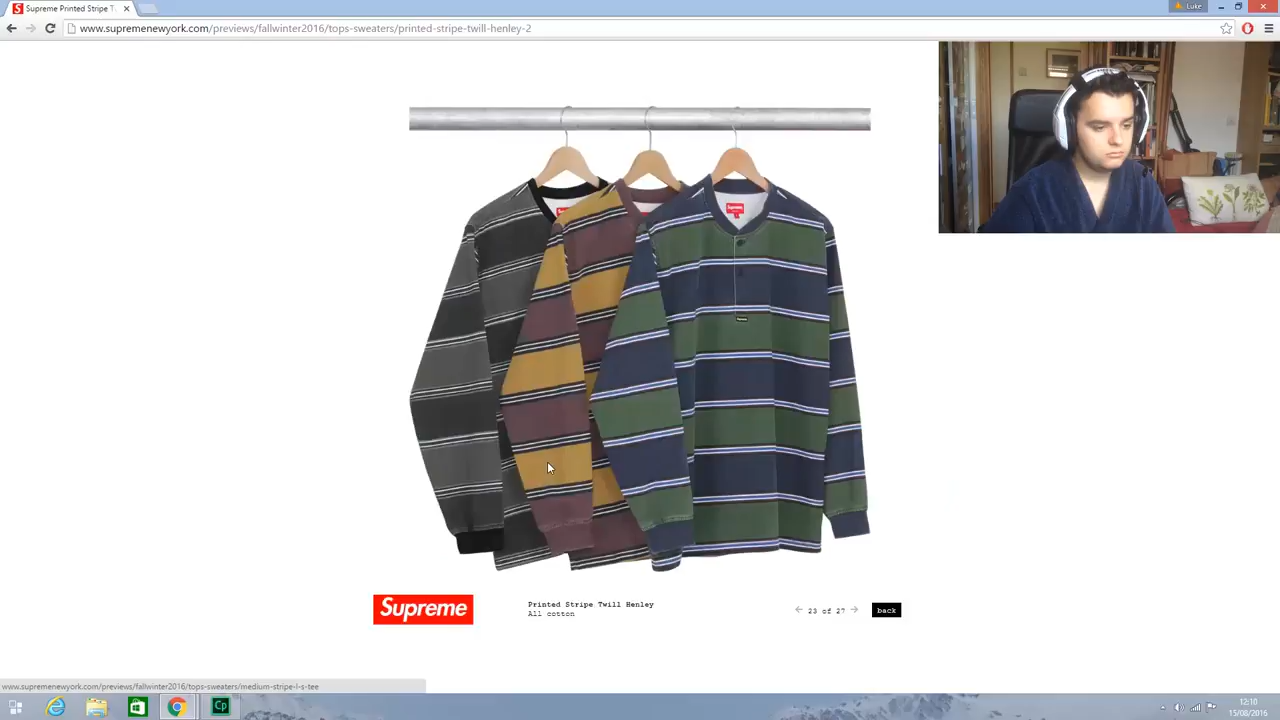 Supreme Printed Stripe T
Luke
www.supremenewyork.com/previews/fallwinter2016/tops-sweaters/printed-stripe-twill-henley-2
Supreme
Supreme
Printed Stripe Twill Henley
All cotton
← 23 of 27 →
back
www.supremenewyork.com/previews/fallwinter2016/tops-sweaters/medium-stripe-l-s-tee
Cp
12:10
15/08/2016